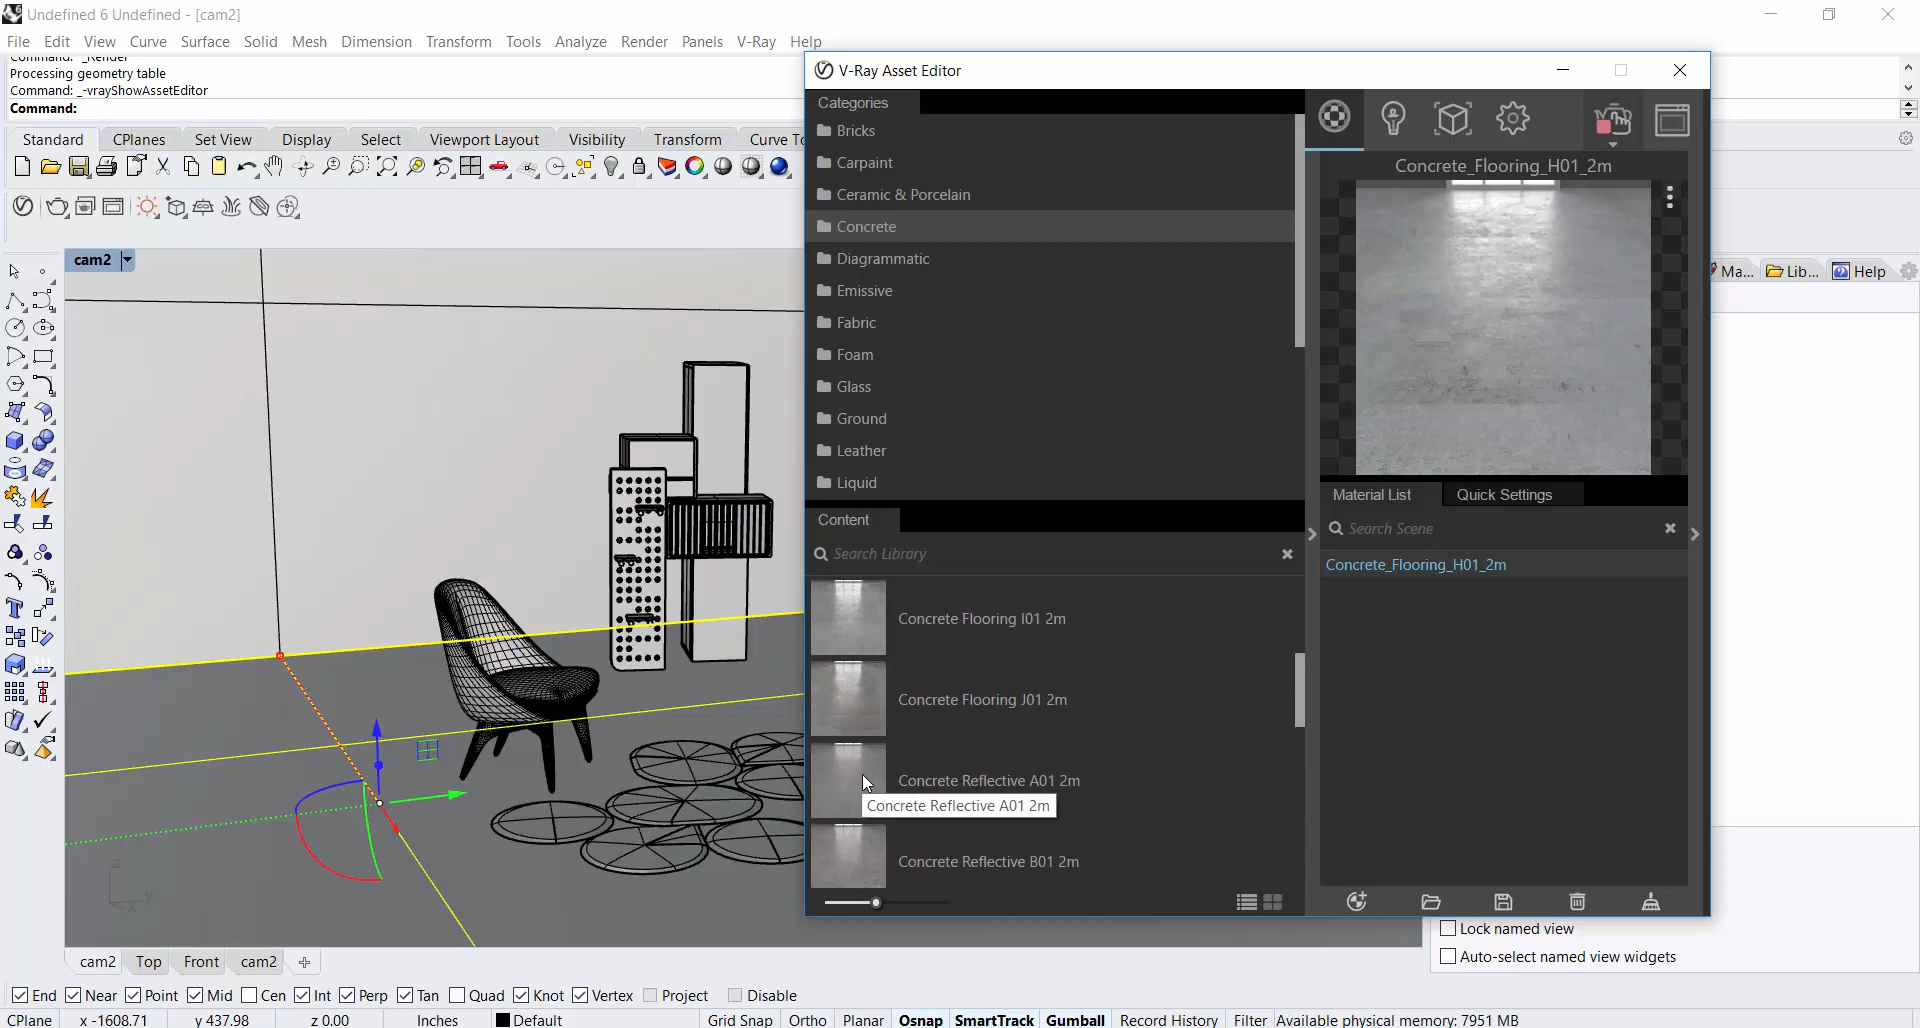 Undefined 6 Undefined - [cam2]
File Edit View Curve Surface Solid Mesh Dimension Transform Tools Analyze Render Panels V-Ray Help
Command: _Render
Processing geometry table
Command: _-vrayShowAssetEditor
Command:
Standard CPlanes Set View Display Select Viewport Layout Visibility Transform Curve To
cam2
V-Ray Asset Editor
Categories
Bricks
Carpaint
Ceramic & Porcelain
Concrete
Diagrammatic
Emissive
Fabric
Foam
Glass
Ground
Leather
Liquid
Content
Search Library
Concrete Flooring I01 2m
Concrete Flooring J01 2m
Concrete Reflective A01 2m
Concrete Reflective A01 2m
Concrete Reflective B01 2m
Concrete_Flooring_H01_2m
Material List Quick Settings
Search Scene
Concrete_Flooring_H01_2m
Ma... Lib... Help
Lock named view
Auto-select named view widgets
z
y
x
cam2 Top Front cam2
End Near Point Mid Cen Int Perp Tan Quad Knot Vertex Project Disable
CPlane x -1608.71 y 437.98 z 0.00 Inches Default Grid Snap Ortho Planar Osnap SmartTrack Gumball Record History Filter Available physical memory: 7951 MB